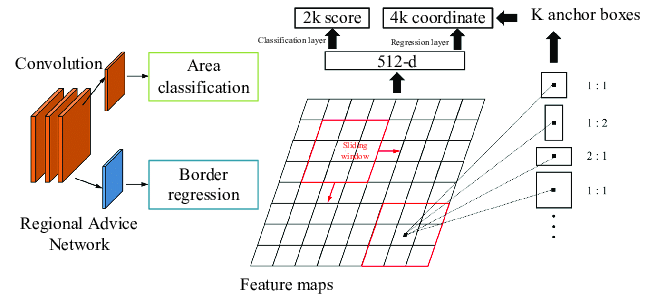 2k score
4k coordinate
K anchor boxes
Classification layer
Regression layer
512-d
Convolution
Area
classification
Border
regression
Regional Advice
Network
Sliding
window
Feature maps
1 : 1
1 : 2
2 : 1
1 : 1